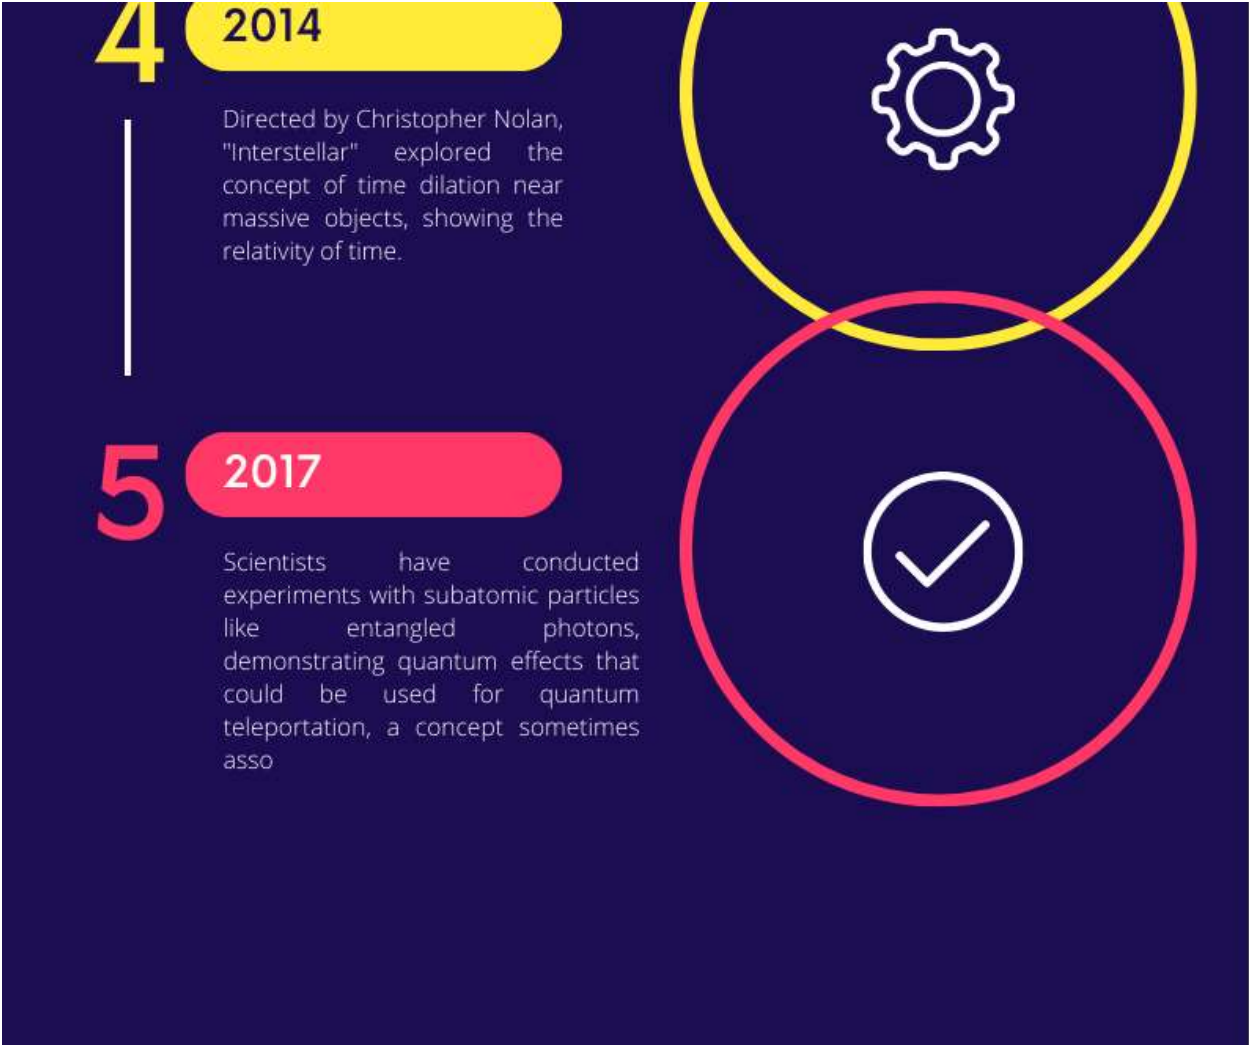 4
2014
Directed by Christopher Nolan,
"Interstellar" explored the
concept of time dilation near
massive objects, showing the
relativity of time.
5
2017
Scientists have conducted
experiments with subatomic particles
like entangled photons,
demonstrating quantum effects that
could be used for quantum
teleportation, a concept sometimes
asso